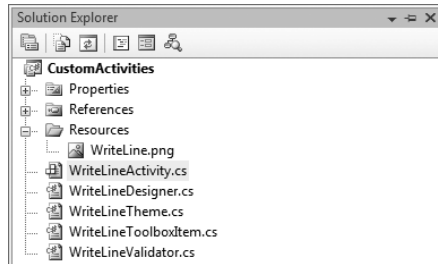 Solution Explorer
CustomActivities
Properties
References
Resources
WriteLine.png
WriteLineActivity.cs
WriteLineDesigner.cs
WriteLineTheme.cs
WriteLineToolboxItem.cs
WriteLineValidator.cs